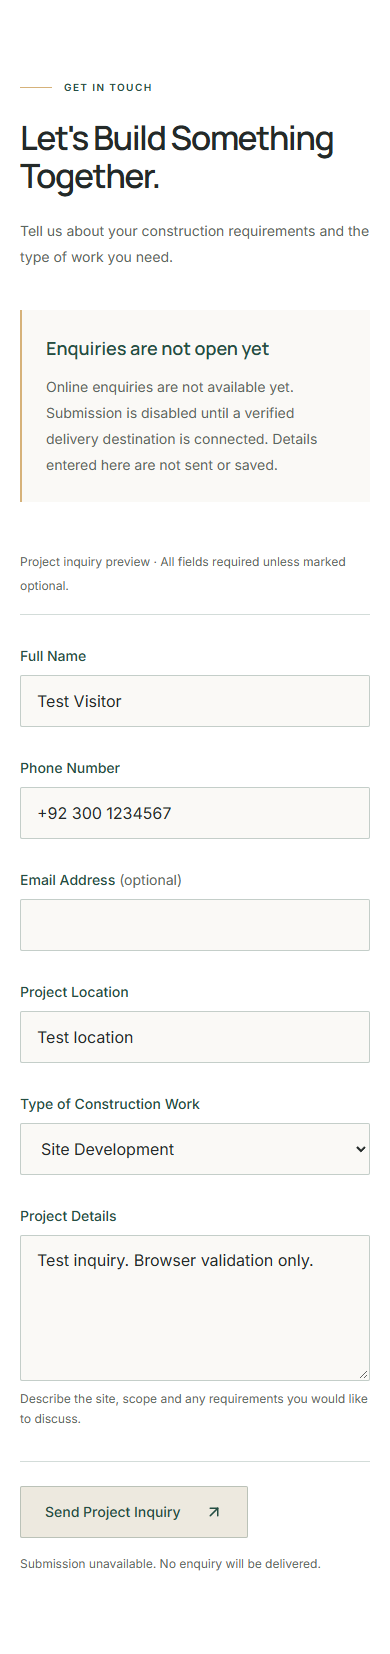 GET IN TOUCH
Let's Build Something
Together.
Tell us about your construction requirements and the
type of work you need.
Enquiries are not open yet
Online enquiries are not available yet.
Submission is disabled until a verified
delivery destination is connected. Details
entered here are not sent or saved.
Project inquiry preview · All fields required unless marked
optional.
Full Name
Test Visitor
Phone Number
+92 300 1234567
Email Address (optional)
Project Location
Test location
Type of Construction Work
Site Development
Project Details
Test inquiry. Browser validation only.
Describe the site, scope and any requirements you would like
to discuss.
Send Project Inquiry
Submission unavailable. No enquiry will be delivered.